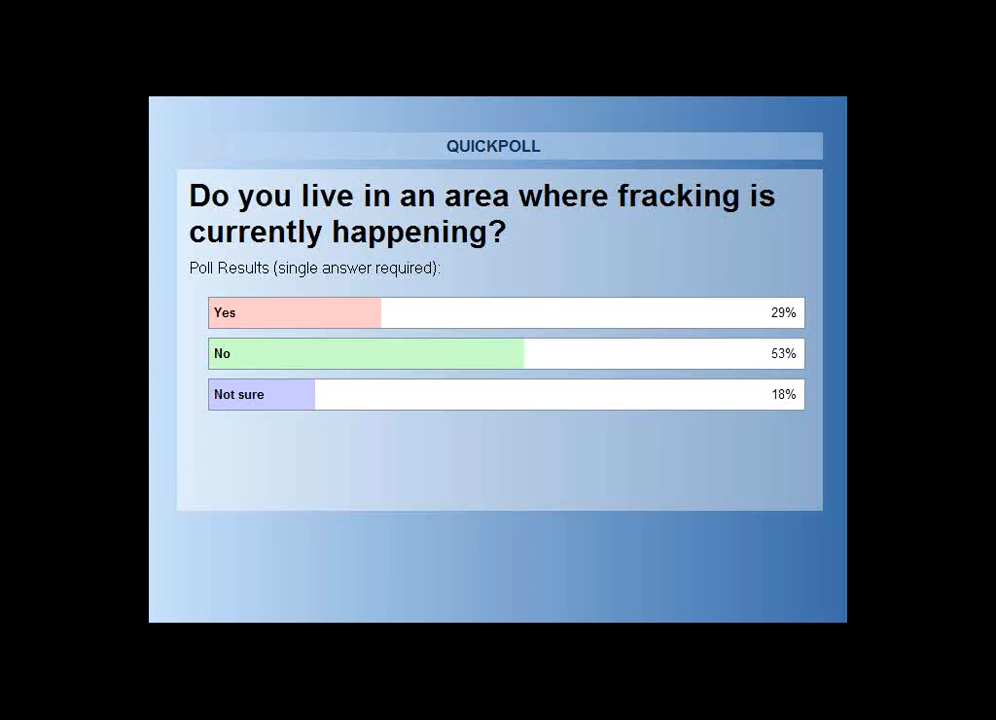 QUICKPOLL
Do you live in an area where fracking is
currently happening?
Poll Results (single answer required):
Yes 29%
No 53%
Not sure 18%